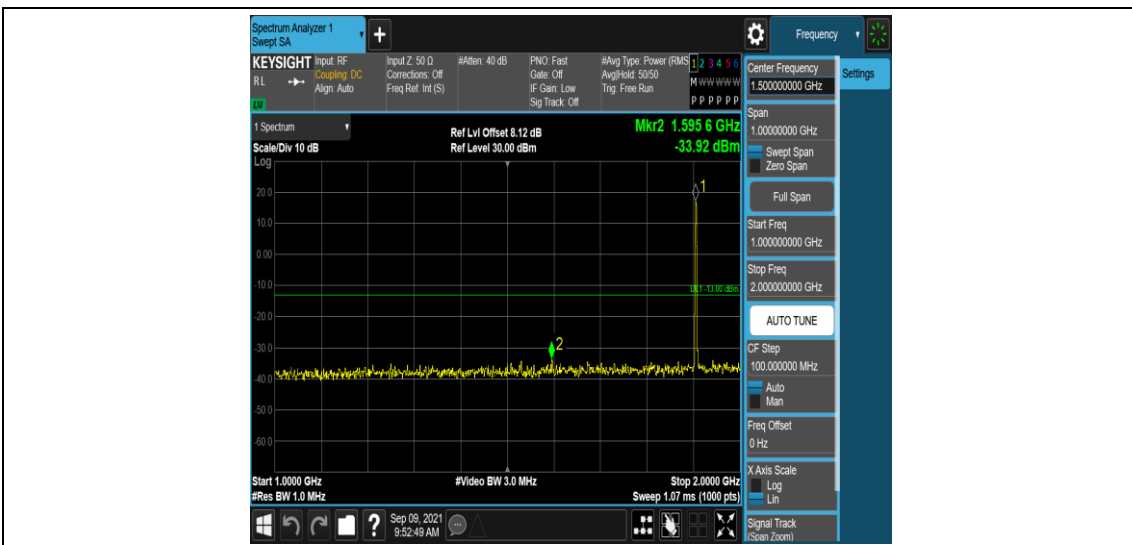 Spectrum Analyzer 1
Swept SA
+
Frequency
KEYSIGHT
RL
Input: RF
Coupling: DC
Align: Auto
Input Z: 50 Ω
Corrections: Off
Freq Ref: Int (S)
#Atten: 40 dB
PNO: Fast
Gate: Off
IF Gain: Low
Sig Track: Off
#Avg Type: Power (RMS
Avg|Hold: 50/50
Trig: Free Run
1 2 3 4 5 6
M W W W W W
P P P P P P
1 Spectrum
Scale/Div 10 dB
Log
Ref Lvl Offset 8.12 dB
Ref Level 30.00 dBm
Mkr2 1.595 6 GHz
-33.92 dBm
20.0
10.0
0.00
-10.0
-20.0
-30.0
-40.0
-50.0
-60.0
1
DL1 -13.00 dBm
2
Start 1.0000 GHz
#Res BW 1.0 MHz
#Video BW 3.0 MHz
Stop 2.0000 GHz
Sweep 1.07 ms (1000 pts)
?
Sep 09, 2021
9:52:49 AM
Center Frequency
1.500000000 GHz
Settings
Span
1.00000000 GHz
Swept Span
Zero Span
Full Span
Start Freq
1.000000000 GHz
Stop Freq
2.000000000 GHz
AUTO TUNE
CF Step
100.000000 MHz
Auto
Man
Freq Offset
0 Hz
X Axis Scale
Log
Lin
Signal Track
(Span Zoom)